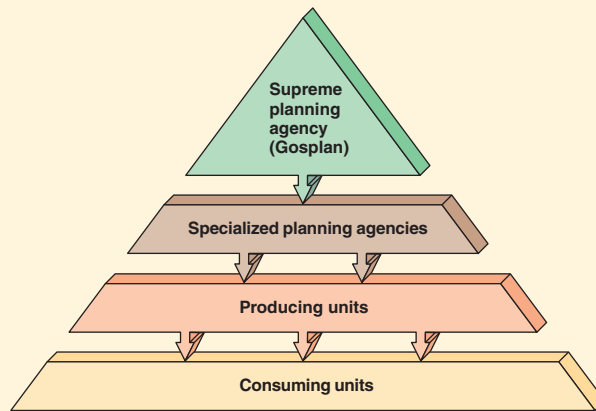 Supreme
planning
agency
(Gosplan)
Specialized planning agencies
Producing units
Consuming units